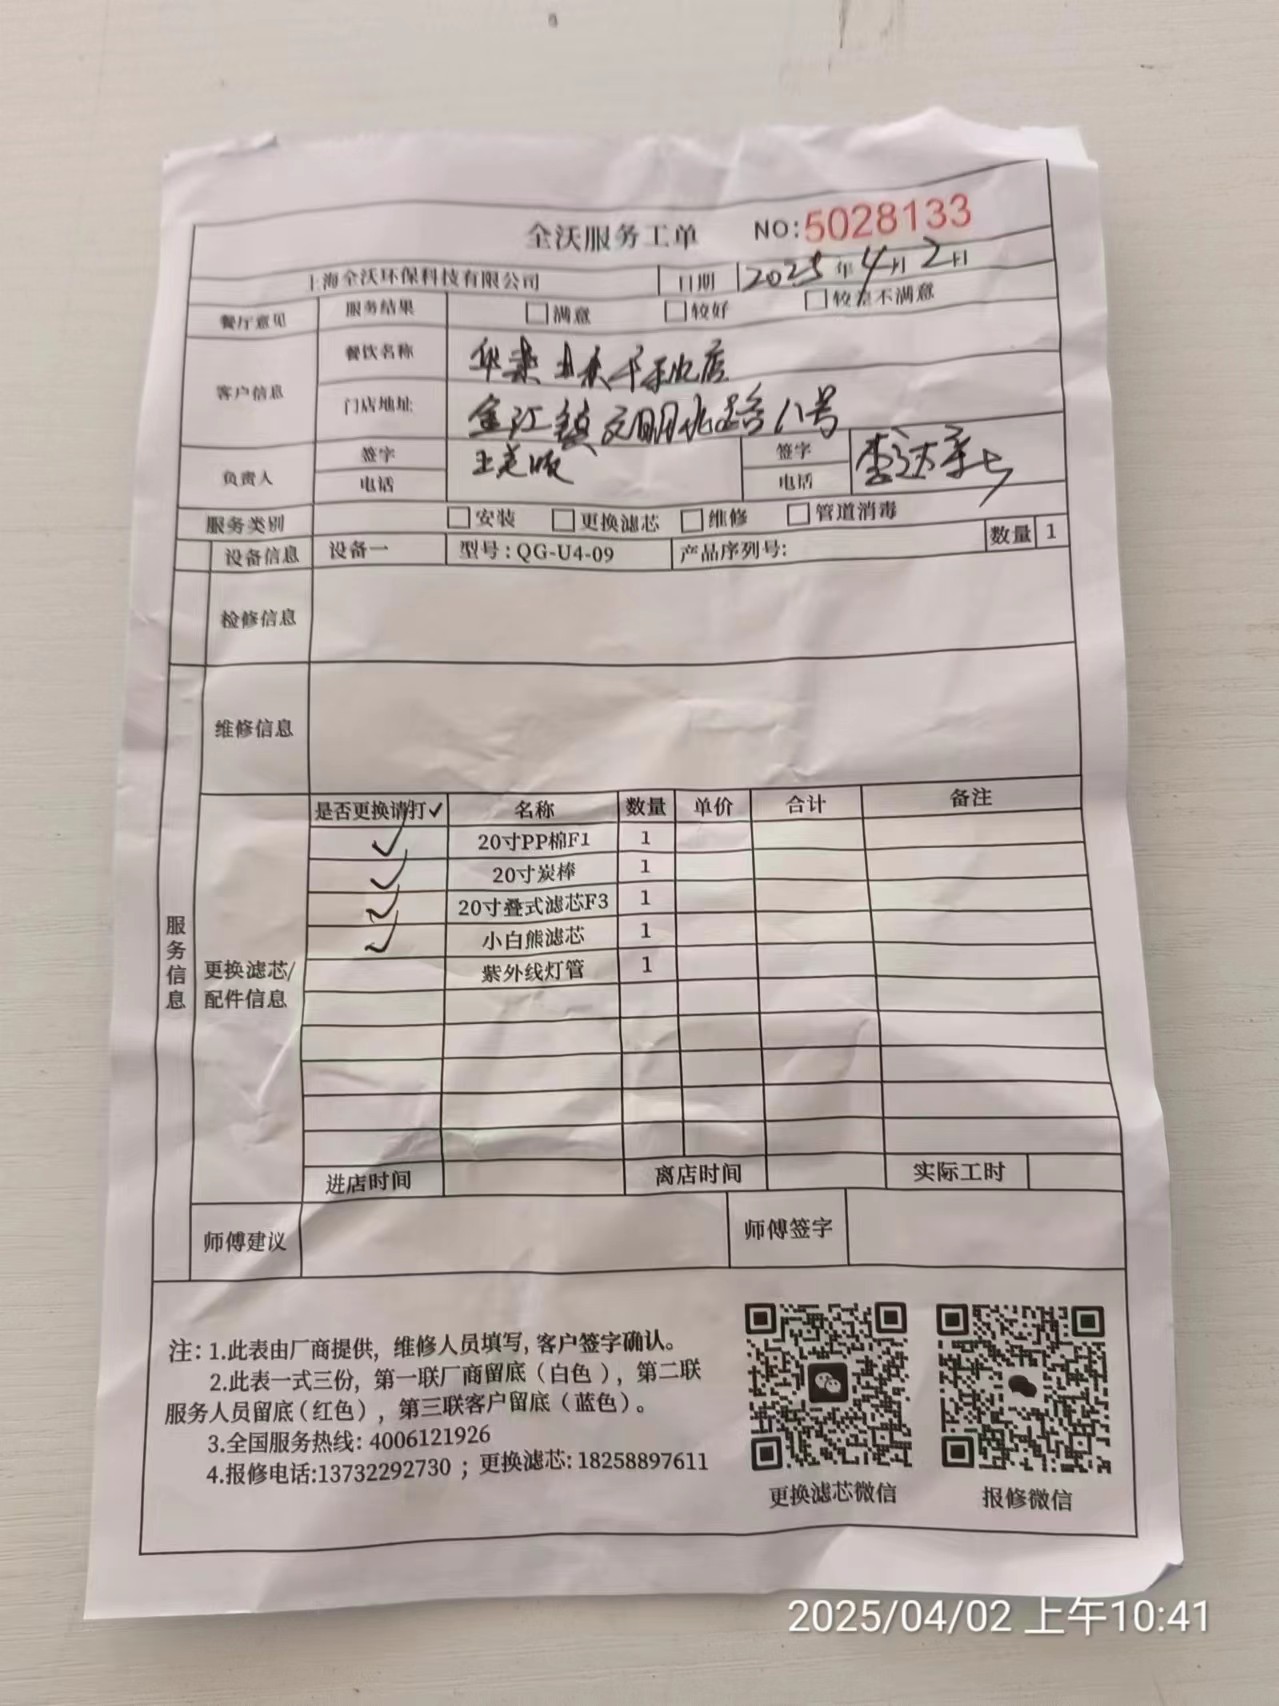 全沃服务工单 NO:5028133
上海全沃环保科技有限公司 日期 2025年4月2日
餐厅意见 服务结果 □满意 □较好 □较差不满意
客户信息 餐饮名称 华莱士 店
门店地址 金江镇文明北路八号
负责人 签字 电话 签字 电话
服务类别 □安装 □更换滤芯 □维修 □管道消毒
设备信息 设备一 型号:QG-U4-09 产品序列号: 数量 1
检修信息
维修信息
服务信息
更换滤芯/配件信息
是否更换请打✓ 名称 数量 单价 合计 备注
✓ 20寸PP棉F1 1
✓ 20寸炭棒 1
✓ 20寸叠式滤芯F3 1
✓ 小白熊滤芯 1
紫外线灯管 1
进店时间 离店时间 实际工时
师傅建议 师傅签字
注:1.此表由厂商提供,维修人员填写,客户签字确认。
2.此表一式三份,第一联厂商留底(白色),第二联
服务人员留底(红色),第三联客户留底(蓝色)。
3.全国服务热线:4006121926
4.报修电话:13732292730;更换滤芯:18258897611
更换滤芯微信 报修微信
2025/04/02 上午10:41